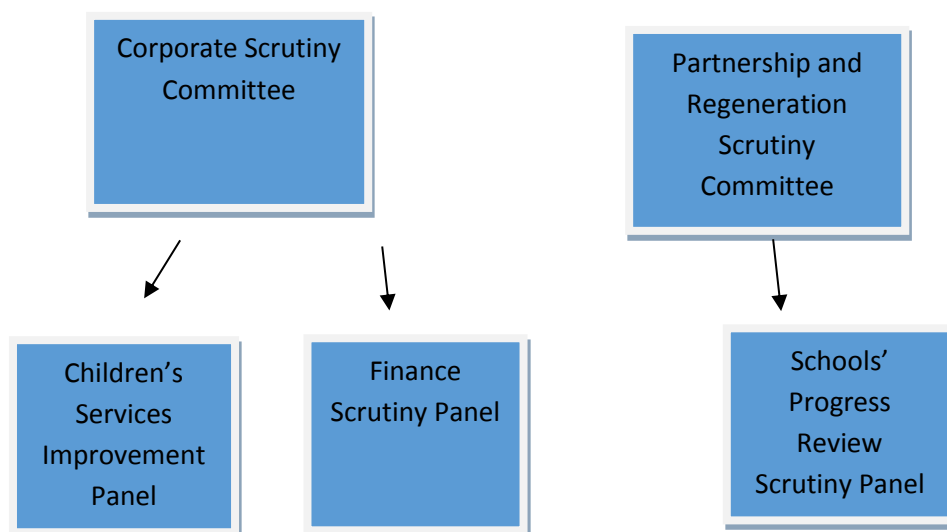 Corporate Scrutiny
Committee
Partnership and
Regeneration
Scrutiny
Committee
Children’s
Services
Improvement
Panel
Finance
Scrutiny Panel
Schools’
Progress
Review
Scrutiny Panel